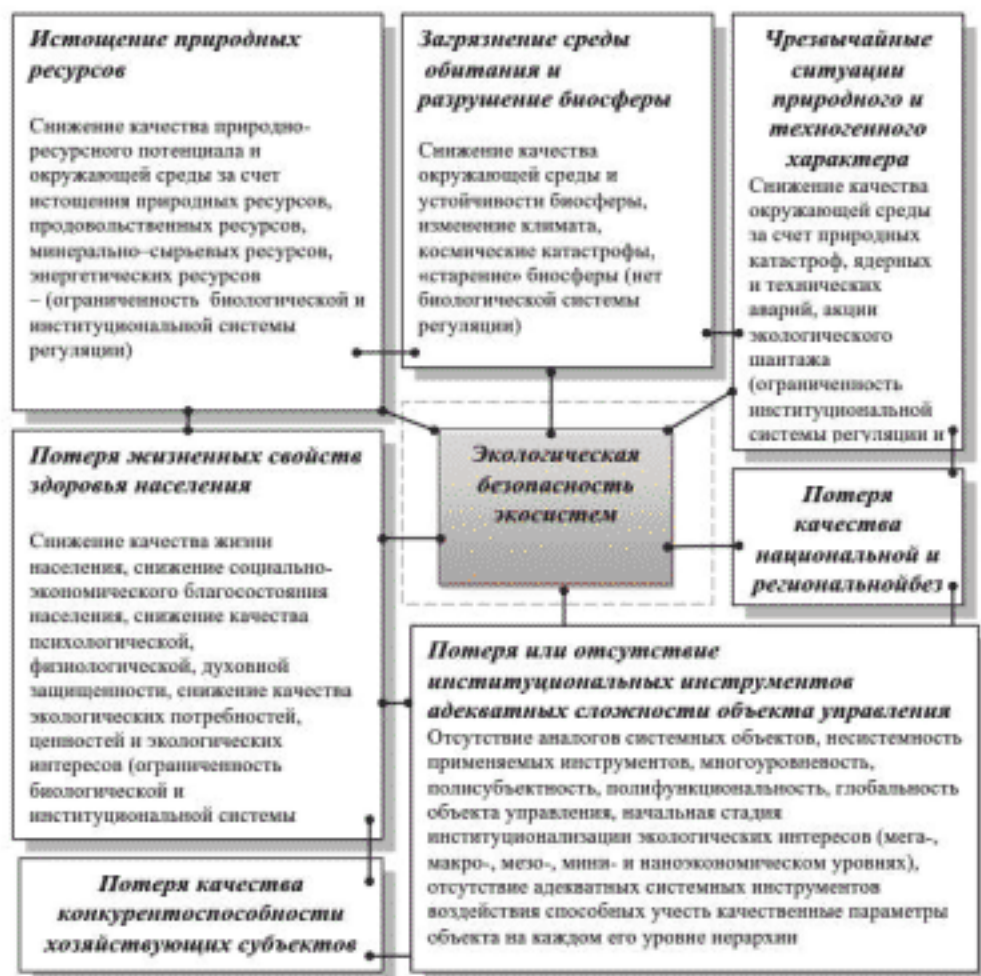 Истощение природных
ресурсов
Снижение качества природно-
ресурсного потенциала и
окружающей среды за счет
истощения природных ресурсов,
продовольственных ресурсов,
минерально–сырьевых ресурсов,
энергетических ресурсов
– (ограниченность биологической и
институциональной системы
регуляции)
Загрязнение среды
обитания и
разрушение биосферы
Снижение качества
окружающей среды и
устойчивости биосферы,
изменение климата,
космические катастрофы,
«старение» биосферы (нет
биологической системы
регуляции)
Чрезвычайные
ситуации
природного и
техногенного
характера
Снижение качества
окружающей среды
за счет природных
катастроф, ядерных
и технических
аварий, акции
экологического
шантажа
(ограниченность
институциональной
системы регуляции и
Экологическая
безопасность
экосистем
Потеря жизненных свойств
здоровья населения
Снижение качества жизни
населения, снижение социально-
экономического благосостояния
населения, снижение качества
психологической,
физиологической, духовной
защищенности, снижение качества
экологических потребностей,
ценностей и экологических
интересов (ограниченность
биологической и
институциональной системы
Потеря
качества
национальной и
региональнойбез
Потеря или отсутствие
институциональных инструментов
адекватных сложности объекта управления
Отсутствие аналогов системных объектов, несистемность
применяемых инструментов, многоуровневость,
полисубъектность, полифункциональность, глобальность
объекта управления, начальная стадия
институционализации экологических интересов (мега-,
макро-, мезо-, мини- и наноэкономическом уровнях),
отсутствие адекватных системных инструментов
воздействия способных учесть качественные параметры
объекта на каждом его уровне иерархии
Потеря качества
конкурентоспособности
хозяйствующих субъектов